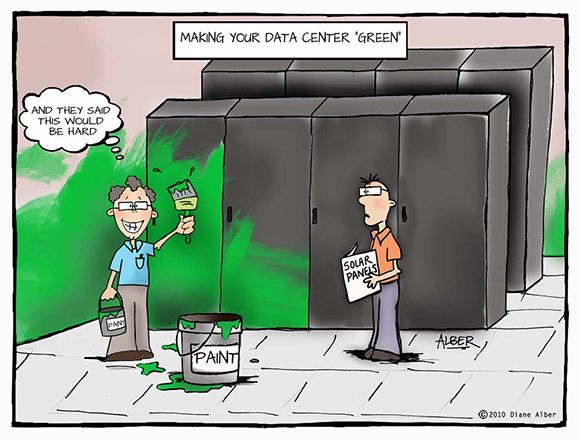 MAKING YOUR DATA CENTER "GREEN"
AND THEY SAID
THIS WOULD
BE HARD
SOLAR
PANELS
PAINT
PAINT
ALBER
©2010 Diane Alber